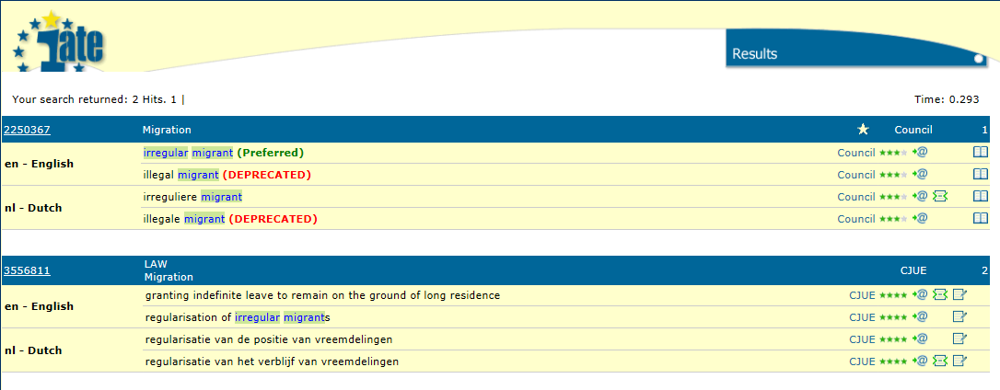 Iate
Results
Your search returned: 2 Hits. 1 | Time: 0.293
2250367 Migration Council 1
en - English
irregular migrant (Preferred) Council
illegal migrant (DEPRECATED) Council
nl - Dutch
irreguliere migrant Council
illegale migrant (DEPRECATED) Council
3556811 LAW CJUE 2
Migration
en - English
granting indefinite leave to remain on the ground of long residence CJUE
regularisation of irregular migrants CJUE
nl - Dutch
regularisatie van de positie van vreemdelingen CJUE
regularisatie van het verblijf van vreemdelingen CJUE